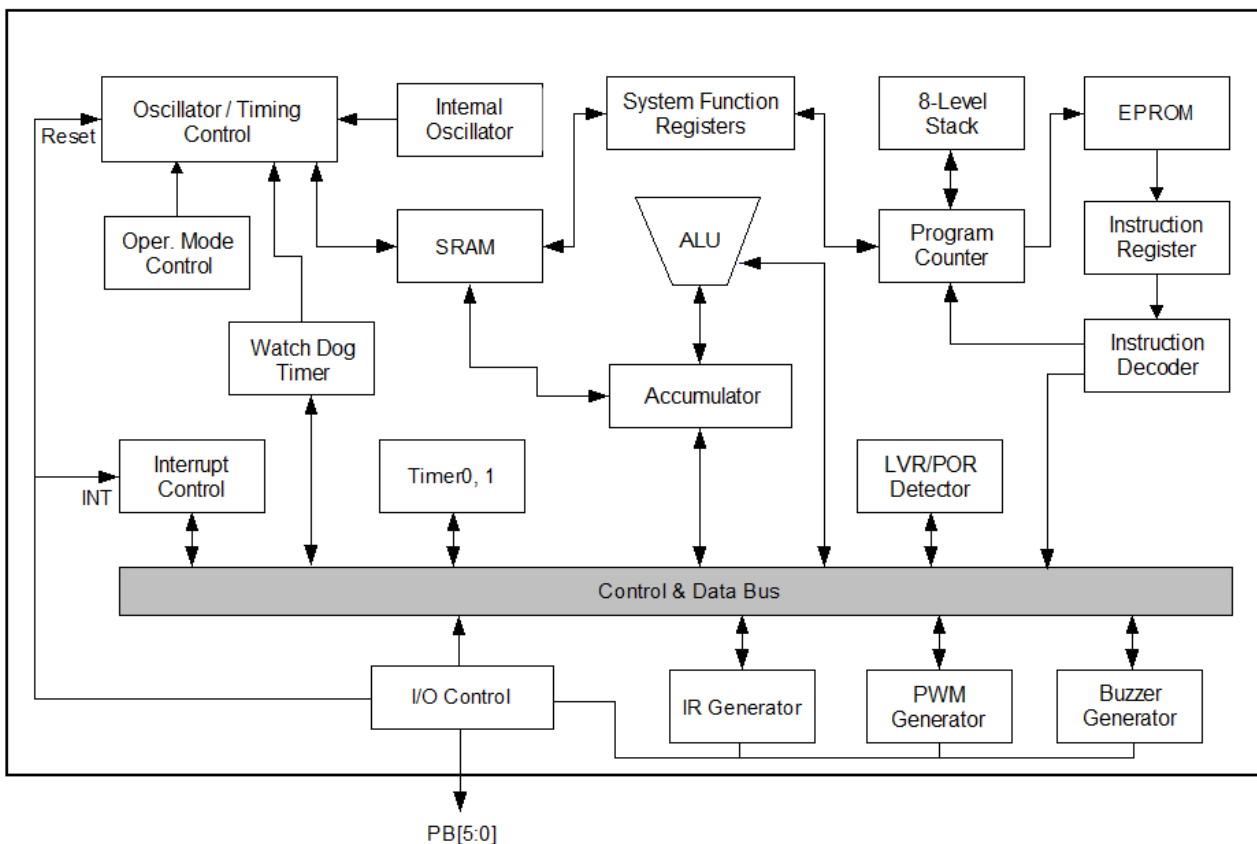 Oscillator / Timing
Control
Internal
Oscillator
System Function
Registers
8-Level
Stack
EPROM
Reset
Oper. Mode
Control
SRAM
ALU
Program
Counter
Instruction
Register
Watch Dog
Timer
Accumulator
Instruction
Decoder
Interrupt
Control
INT
Timer0, 1
LVR/POR
Detector
Control & Data Bus
I/O Control
IR Generator
PWM
Generator
Buzzer
Generator
PB[5:0]